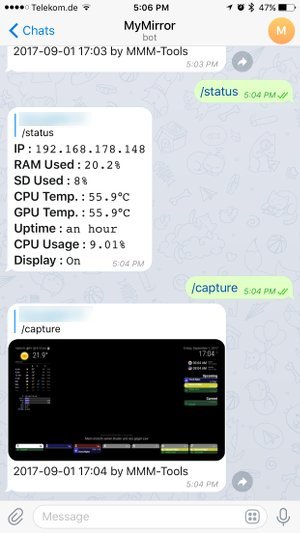 Telekom.de
5:06 PM
47%
Chats
MyMirror
bot
M
2017-09-01 17:03 by MMM-Tools
5:03 PM
/status
5:04 PM
/status
IP : 192.168.178.148
RAM Used : 20.2%
SD Used : 8%
CPU Temp. : 55.9°C
GPU Temp. : 55.9°C
Uptime : an hour
CPU Usage : 9.01%
Display : On
5:04 PM
/capture
5:04 PM
/capture
21.9°
17:04
2017-09-01 17:04 by MMM-Tools
5:04 PM
Message